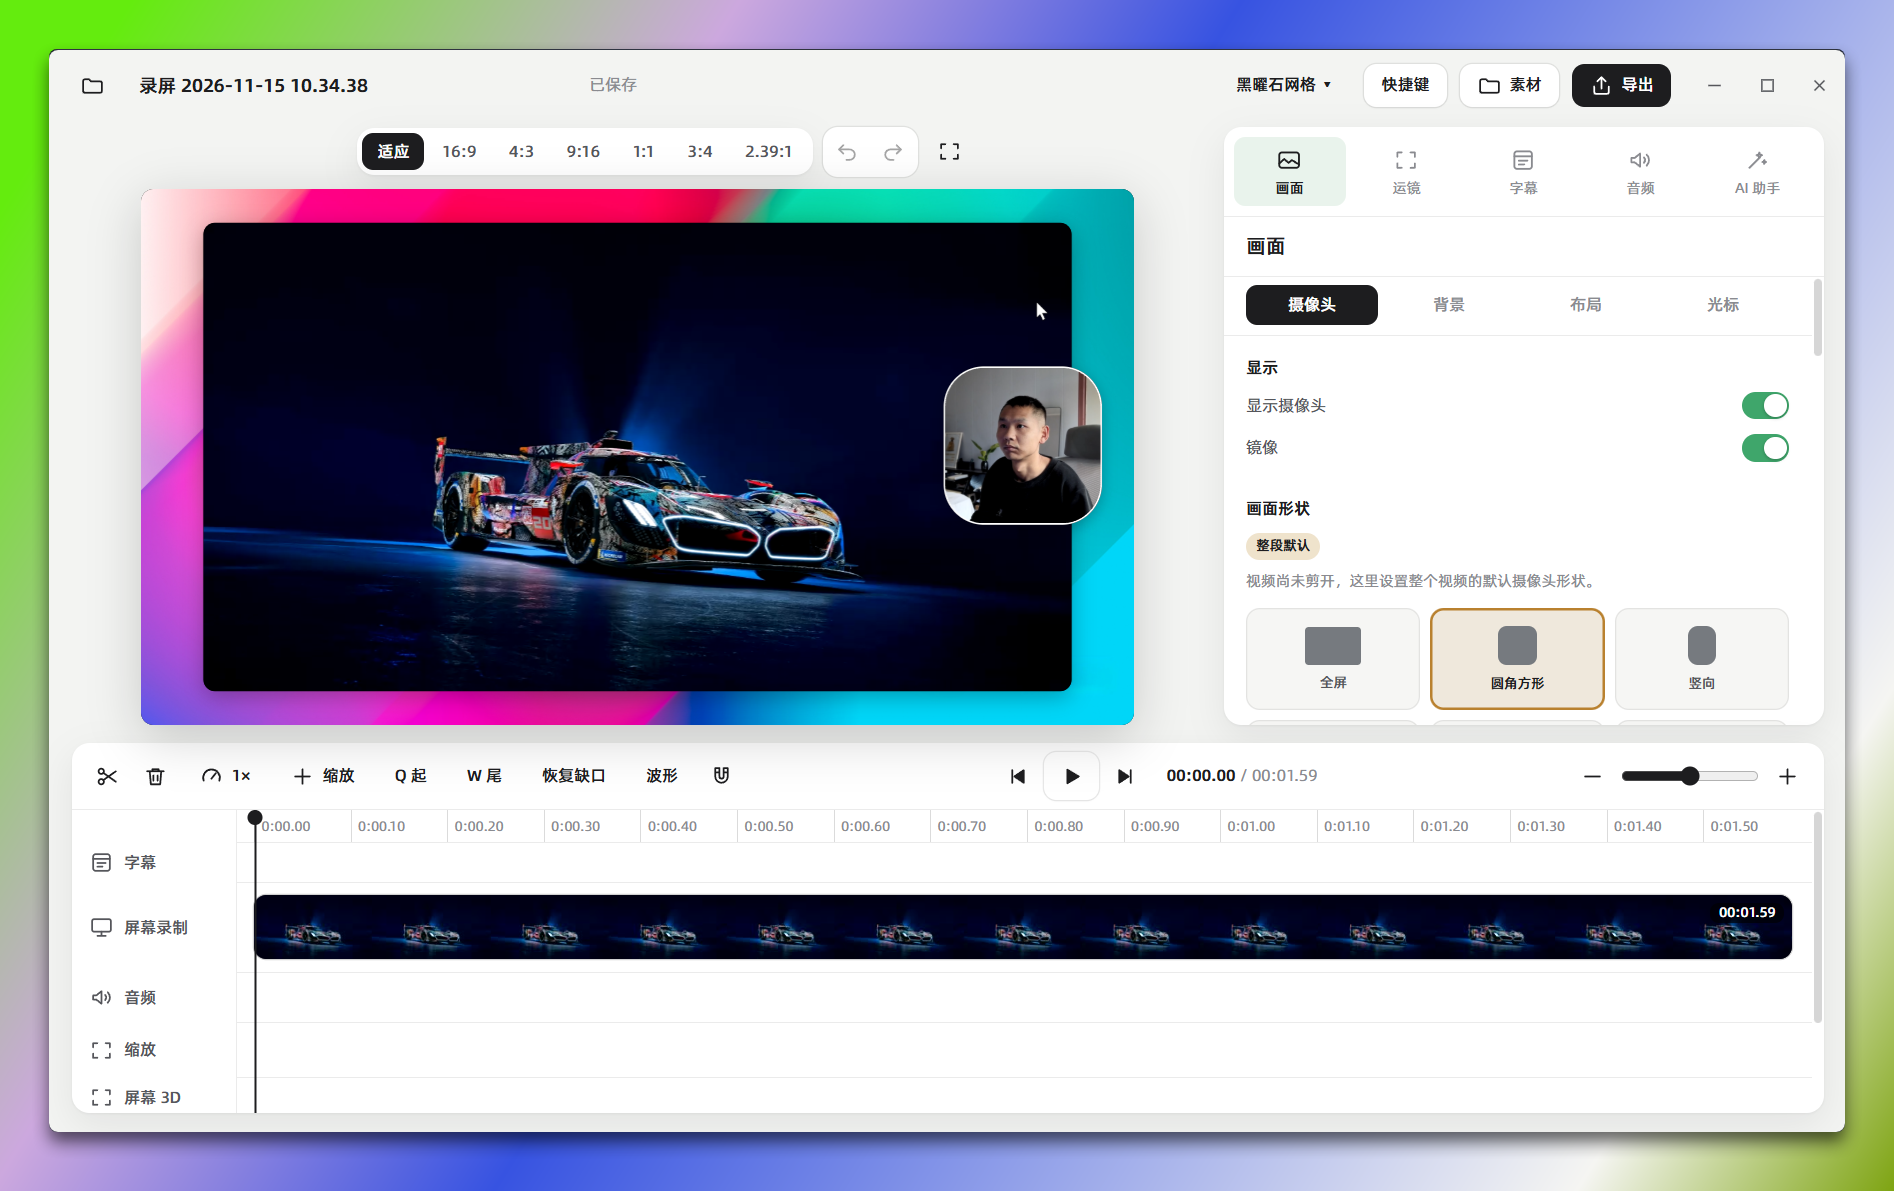 录屏 2026-11-15 10.34.38
已保存
黑曜石网格 ▼
快捷键
素材
导出
适应
16:9
4:3
9:16
1:1
3:4
2.39:1
画面
运镜
字幕
音频
AI 助手
画面
摄像头
背景
布局
光标
显示
显示摄像头
镜像
画面形状
整段默认
视频尚未剪开，这里设置整个视频的默认摄像头形状。
全屏
圆角方形
竖向
20
1×
缩放
Q 起
W 尾
恢复缺口
波形
00:00.00 / 00:01.59
0:00.00
0:00.10
0:00.20
0:00.30
0:00.40
0:00.50
0:00.60
0:00.70
0:00.80
0:00.90
0:01.00
0:01.10
0:01.20
0:01.30
0:01.40
0:01.50
字幕
屏幕录制
00:01.59
音频
缩放
屏幕 3D